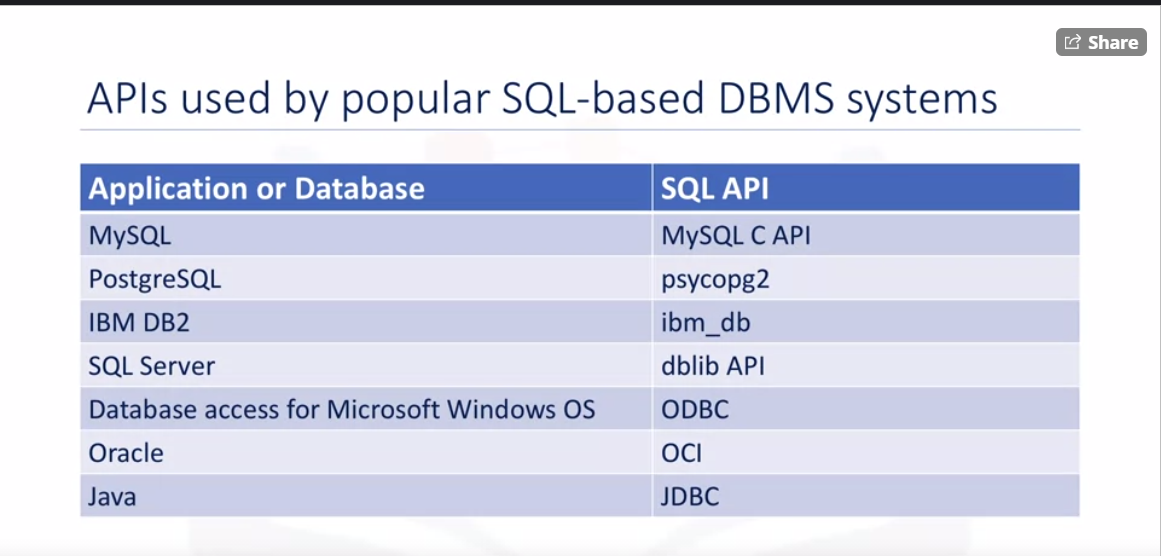 Share
APIs used by popular SQL-based DBMS systems
Application or Database SQL API
MySQL MySQL C API
PostgreSQL psycopg2
IBM DB2 ibm_db
SQL Server dblib API
Database access for Microsoft Windows OS ODBC
Oracle OCI
Java JDBC